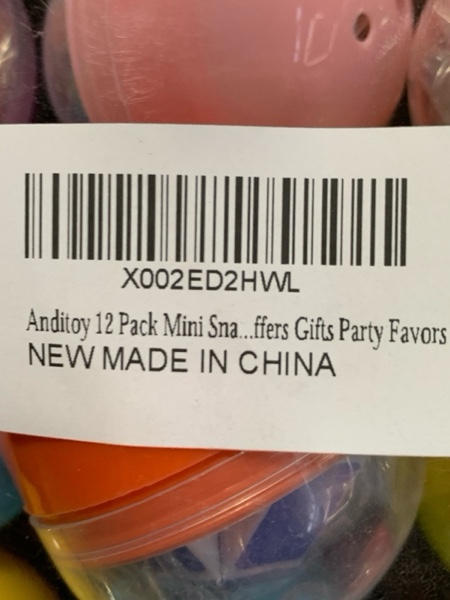 X002ED2HWL
Anditoy 12 Pack Mini Sna...ffers Gifts Party Favors
NEW MADE IN CHINA